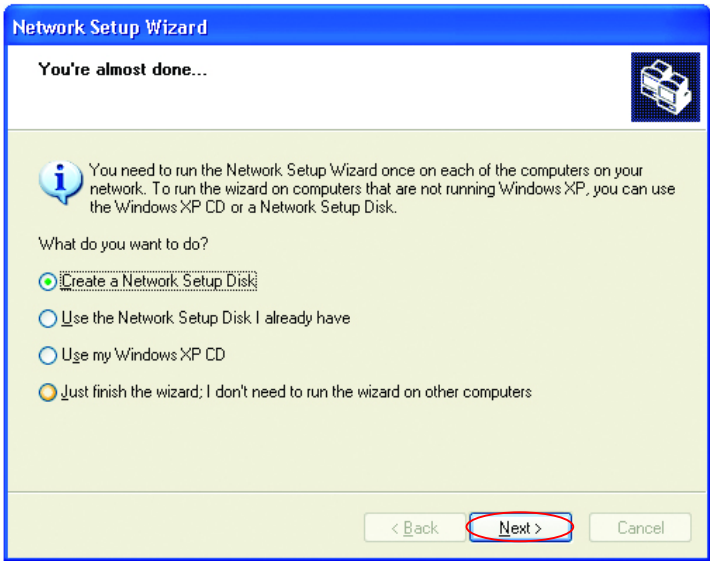 Network Setup Wizard
You're almost done...
You need to run the Network Setup Wizard once on each of the computers on your
network. To run the wizard on computers that are not running Windows XP, you can use
the Windows XP CD or a Network Setup Disk.
What do you want to do?
Create a Network Setup Disk
Use the Network Setup Disk I already have
Use my Windows XP CD
Just finish the wizard; I don't need to run the wizard on other computers
< Back Next > Cancel